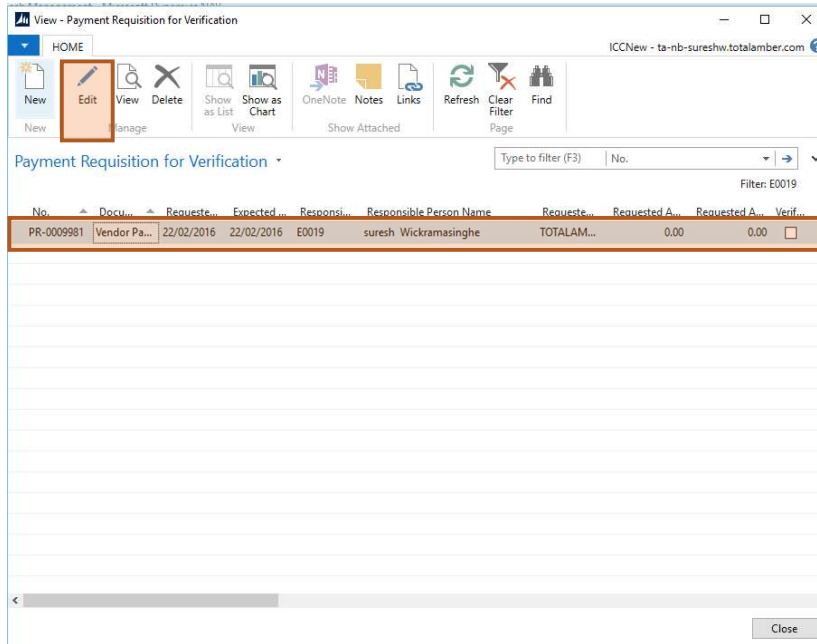 View - Payment Requisition for Verification
HOME
ICCNew - ta-nb-sureshw.totalamber.com
New Edit View Delete Show as List Show as Chart OneNote Notes Links Refresh Clear Filter Find
New Manage View Show Attached Page
Payment Requisition for Verification
Type to filter (F3) No.
Filter: E0019
No. Docu... Requeste... Expected ... Responsi... Responsible Person Name Requeste... Requested A... Requested A... Verif...
PR-0009981 Vendor Pa... 22/02/2016 22/02/2016 E0019 suresh Wickramasinghe TOTALAM... 0.00 0.00
Close